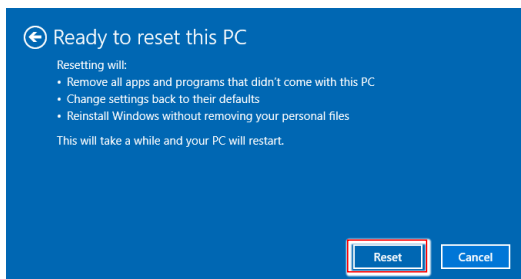 Ready to reset this PC
Resetting will:
• Remove all apps and programs that didn't come with this PC
• Change settings back to their defaults
• Reinstall Windows without removing your personal files
This will take a while and your PC will restart.
Reset Cancel